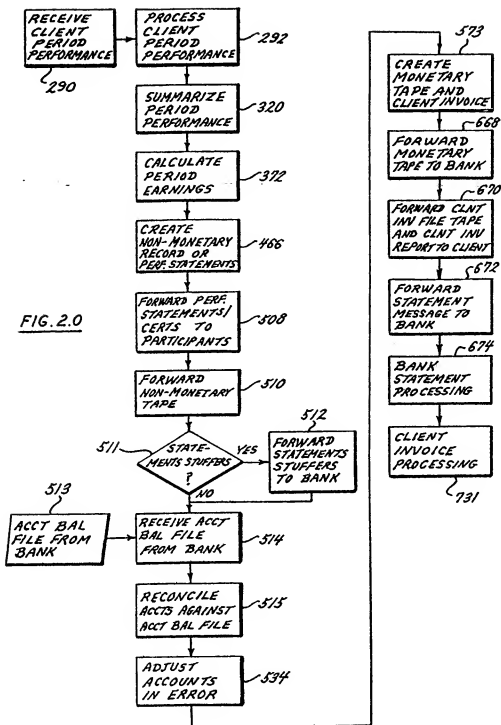 RECEIVE
CLIENT
PERIOD
PERFORMANCE
290
PROCESS
CLIENT
PERIOD
PERFORMANCE
292
SUMMARIZE
PERIOD
PERFORMANCE
320
CALCULATE
PERIOD
EARNINGS
372
CREATE
NON-MONETARY
RECORD OR
PERF. STATEMENTS
466
FORWARD PERF.
STATEMENTS/
CERTS TO
PARTICIPANTS
508
FIG. 2.0
FORWARD
NON-MONETARY
TAPE
510
511
STATE-
MENTS STUFFERS
?
YES
NO
512
FORWARD
STATEMENTS
STUFFERS
TO BANK
513
ACCT BAL
FILE FROM
BANK
RECEIVE ACCT
BAL FILE
FROM BANK
514
RECONCILE
ACCTS AGAINST
ACCT BAL FILE
515
ADJUST
ACCOUNTS
IN ERROR
534
573
CREATE
MONETARY
TAPE AND
CLIENT INVOICE
668
FORWARD
MONETARY
TAPE TO BANK
670
FORWARD CLNT
INV FILE TAPE
AND CLNT INV
REPORT TO CLIENT
672
FORWARD
STATEMENT
MESSAGE TO
BANK
674
BANK
STATEMENT
PROCESSING
CLIENT
INVOICE
PROCESSING
731